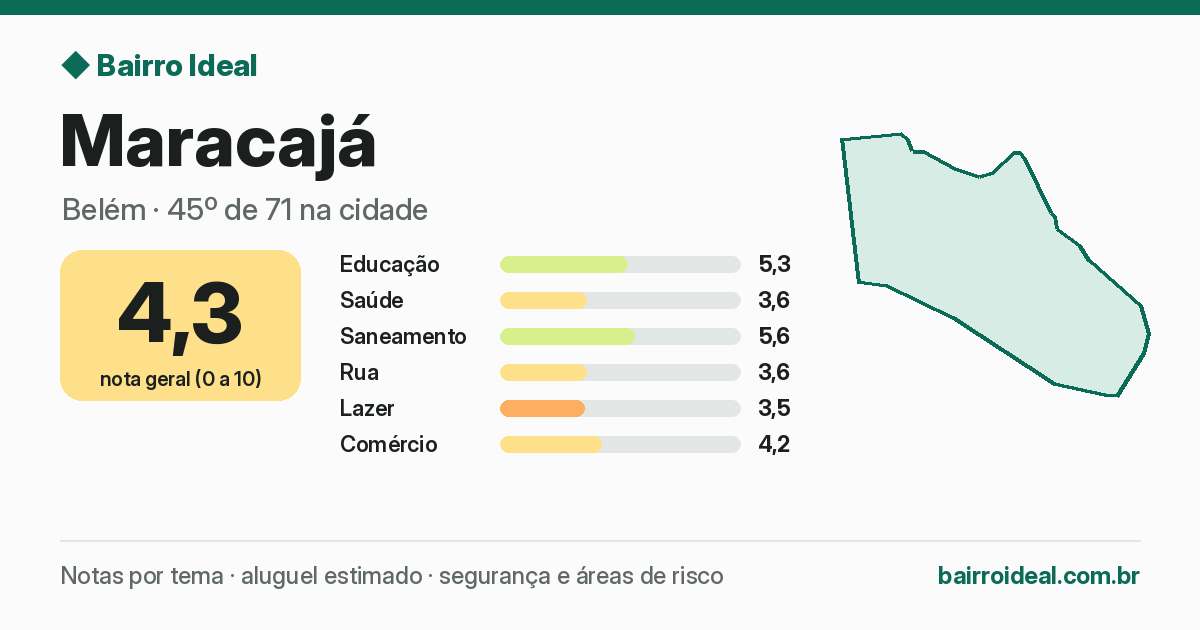 Bairro Ideal
Maracajá
Belém · 45º de 71 na cidade
4,3
nota geral (0 a 10)
Educação 5,3
Saúde 3,6
Saneamento 5,6
Rua 3,6
Lazer 3,5
Comércio 4,2
Notas por tema · aluguel estimado · segurança e áreas de risco
bairroideal.com.br